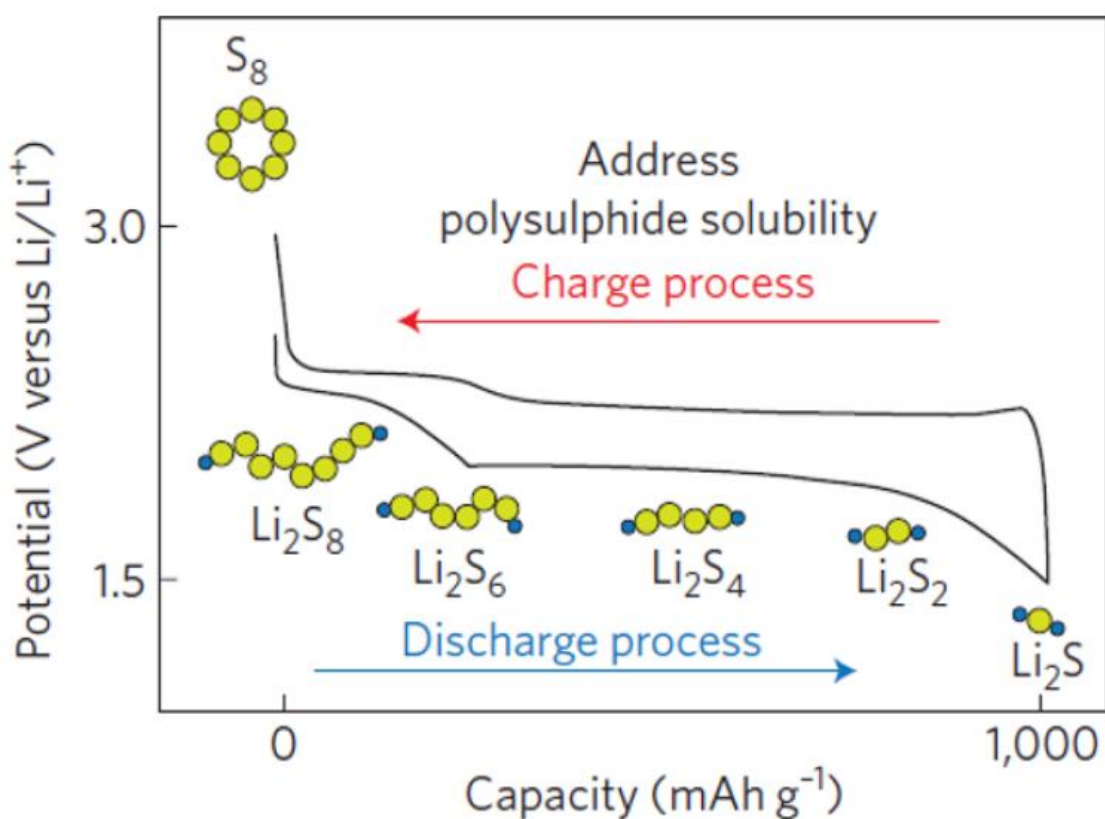 S₈
Address
polysulphide solubility
3.0
Charge process
Potential (V versus Li/Li⁺)
Li₂S₈
Li₂S₆
Li₂S₄
Li₂S₂
1.5
Discharge process
Li₂S
0
1,000
Capacity (mAh g⁻¹)